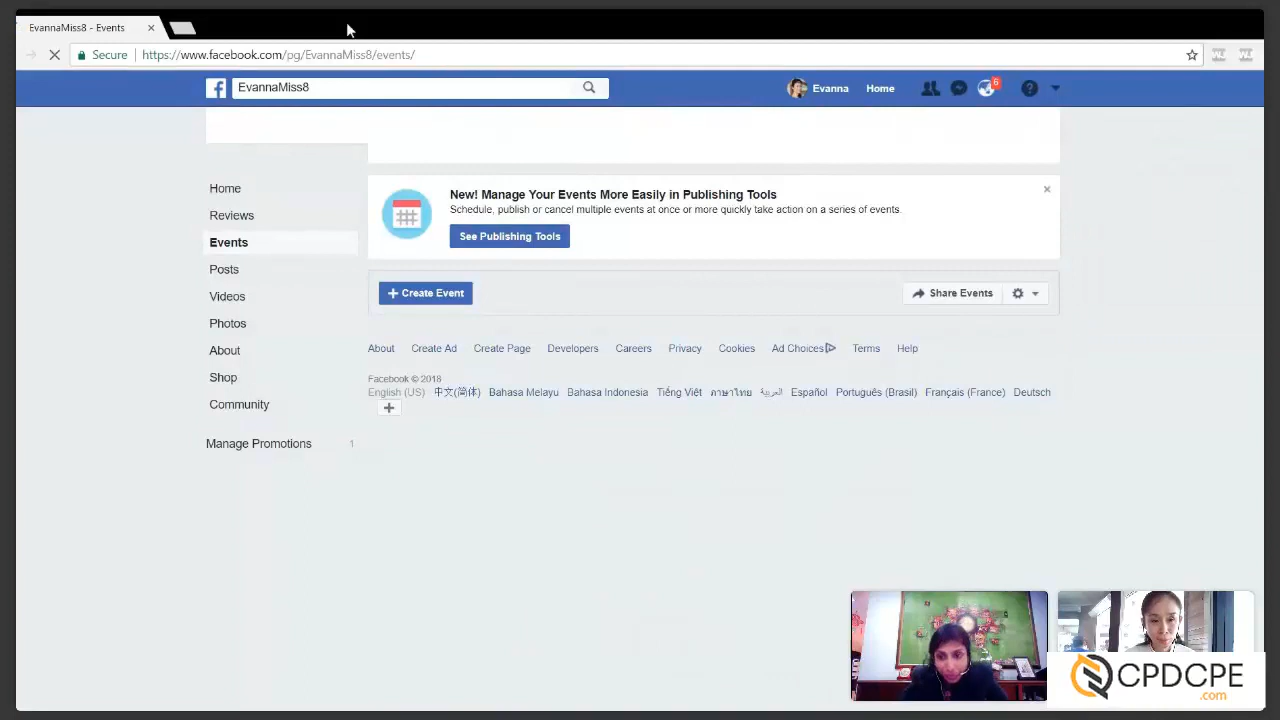 EvannaMiss8 - Events
Secure https://www.facebook.com/pg/EvannaMiss8/events/
EvannaMiss8
Evanna Home 6
New! Manage Your Events More Easily in Publishing Tools
Schedule, publish or cancel multiple events at once or more quickly take action on a series of events.
See Publishing Tools
Home
Reviews
Events
Posts
Videos
Photos
About
Shop
Community
Manage Promotions 1
Create Event Share Events
About Create Ad Create Page Developers Careers Privacy Cookies Ad Choices Terms Help
Facebook © 2018
English (US) 中文(简体) Bahasa Melayu Bahasa Indonesia Tiếng Việt ภาษาไทย العربية Español Português (Brasil) Français (France) Deutsch
CPDCPE
.com